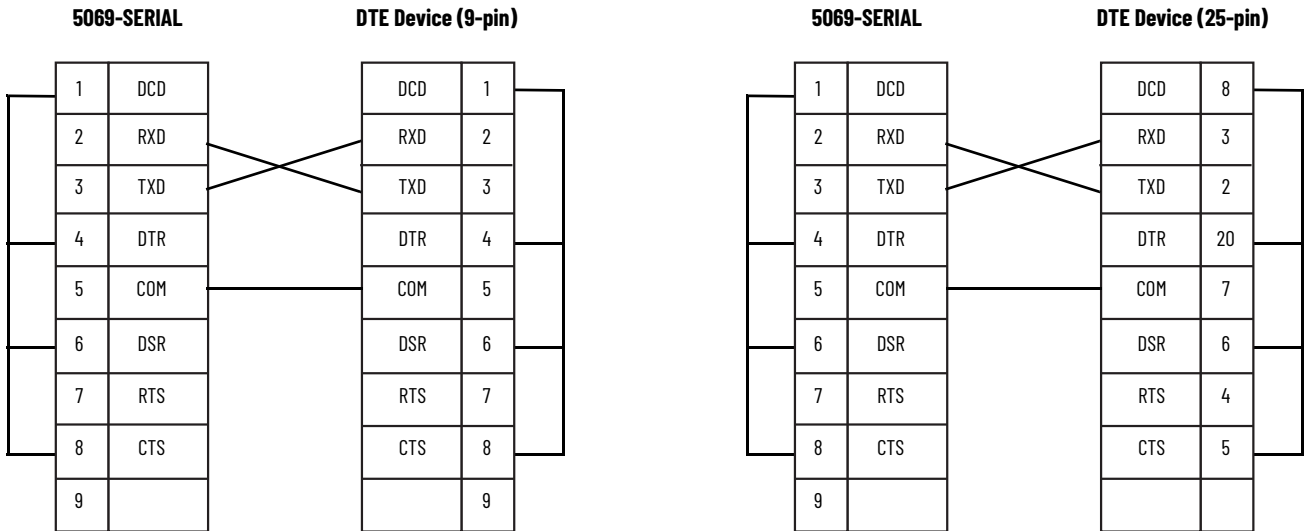 5069-SERIAL DTE Device (9-pin) 5069-SERIAL DTE Device (25-pin)
1 DCD DCD 1 1 DCD DCD 8
2 RXD RXD 2 2 RXD RXD 3
3 TXD TXD 3 3 TXD TXD 2
4 DTR DTR 4 4 DTR DTR 20
5 COM COM 5 5 COM COM 7
6 DSR DSR 6 6 DSR DSR 6
7 RTS RTS 7 7 RTS RTS 4
8 CTS CTS 8 8 CTS CTS 5
9 9 9